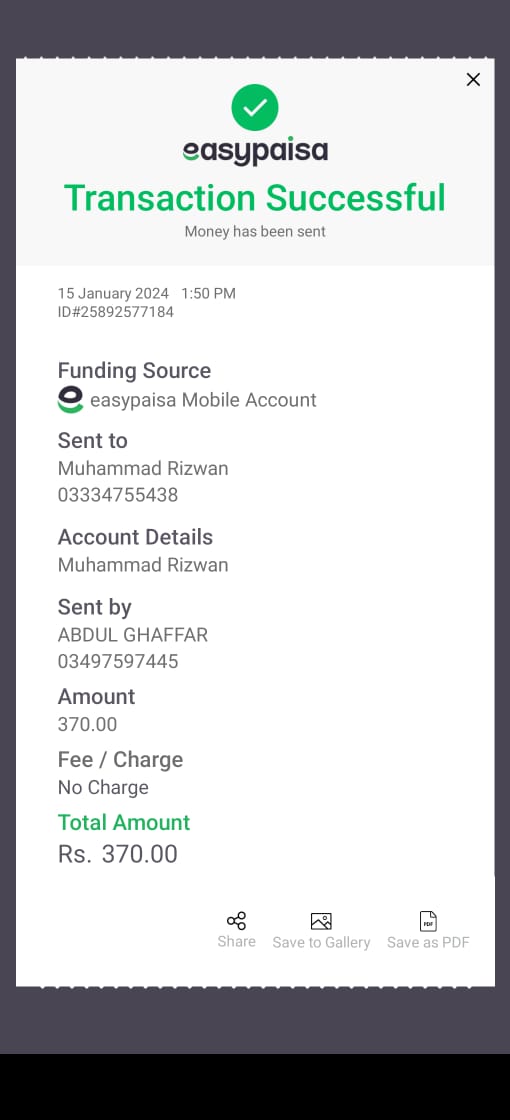 easypaisa
Transaction Successful
Money has been sent
15 January 2024 1:50 PM
ID#25892577184
Funding Source
easypaisa Mobile Account
Sent to
Muhammad Rizwan
03334755438
Account Details
Muhammad Rizwan
Sent by
ABDUL GHAFFAR
03497597445
Amount
370.00
Fee / Charge
No Charge
Total Amount
Rs. 370.00
Share Save to Gallery Save as PDF